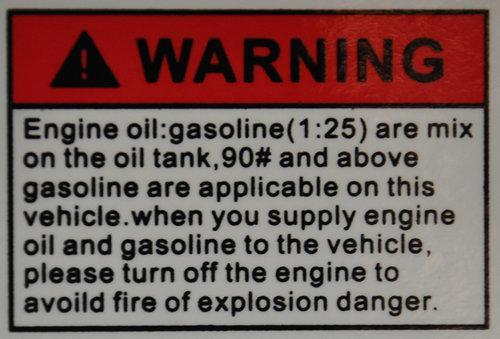 WARNING
Engine oil:gasoline(1:25) are mix
on the oil tank,90# and above
gasoline are applicable on this
vehicle.when you supply engine
oil and gasoline to the vehicle,
please turn off the engine to
avoild fire of explosion danger.